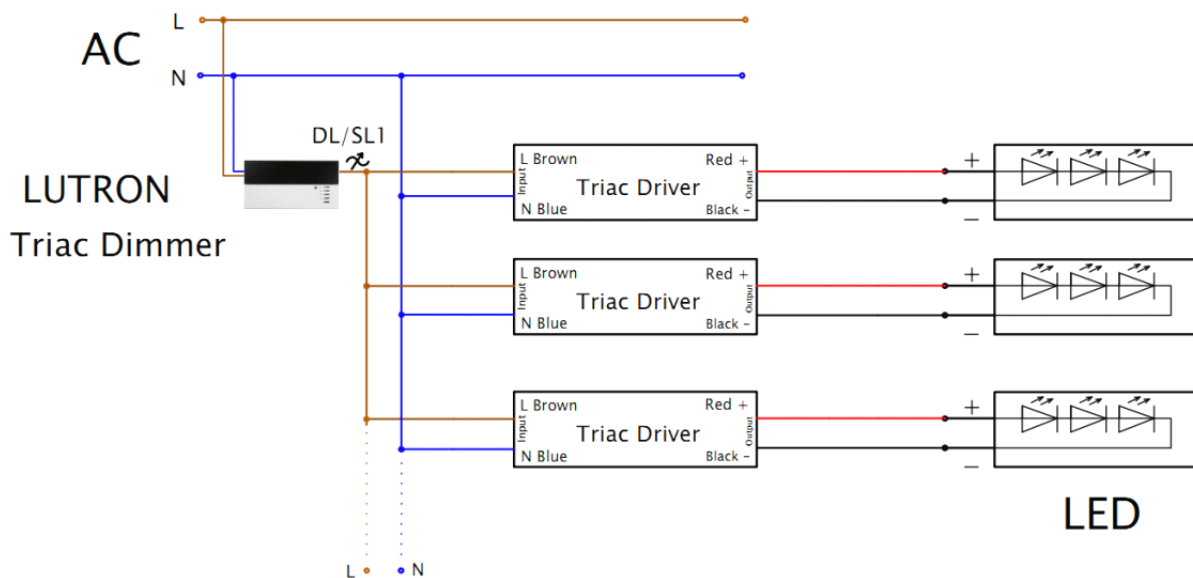 L
AC
N
DL/SL1
LUTRON
Triac Dimmer
L Brown
Input
N Blue
Triac Driver
Red +
Output
Black -
+
_
L Brown
Input
N Blue
Triac Driver
Red +
Output
Black -
+
_
L Brown
Input
N Blue
Triac Driver
Red +
Output
Black -
+
_
LED
L
N